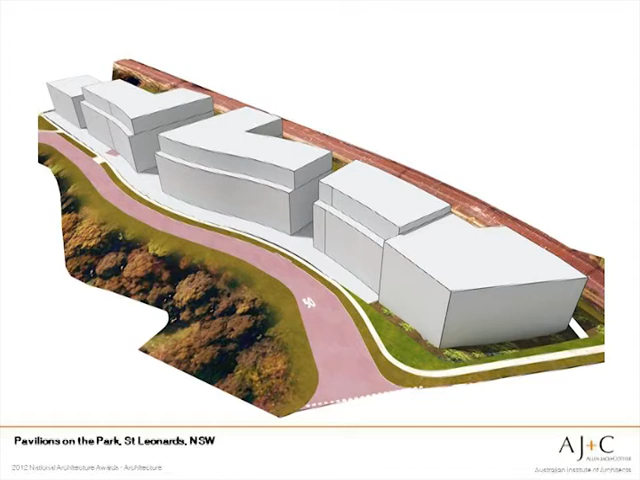 50
Pavilions on the Park, St Leonards, NSW
2012 National Architecture Awards - Architecture
AJ+C
ALLEN JACK+COTTIER
Australian Institute of Architects